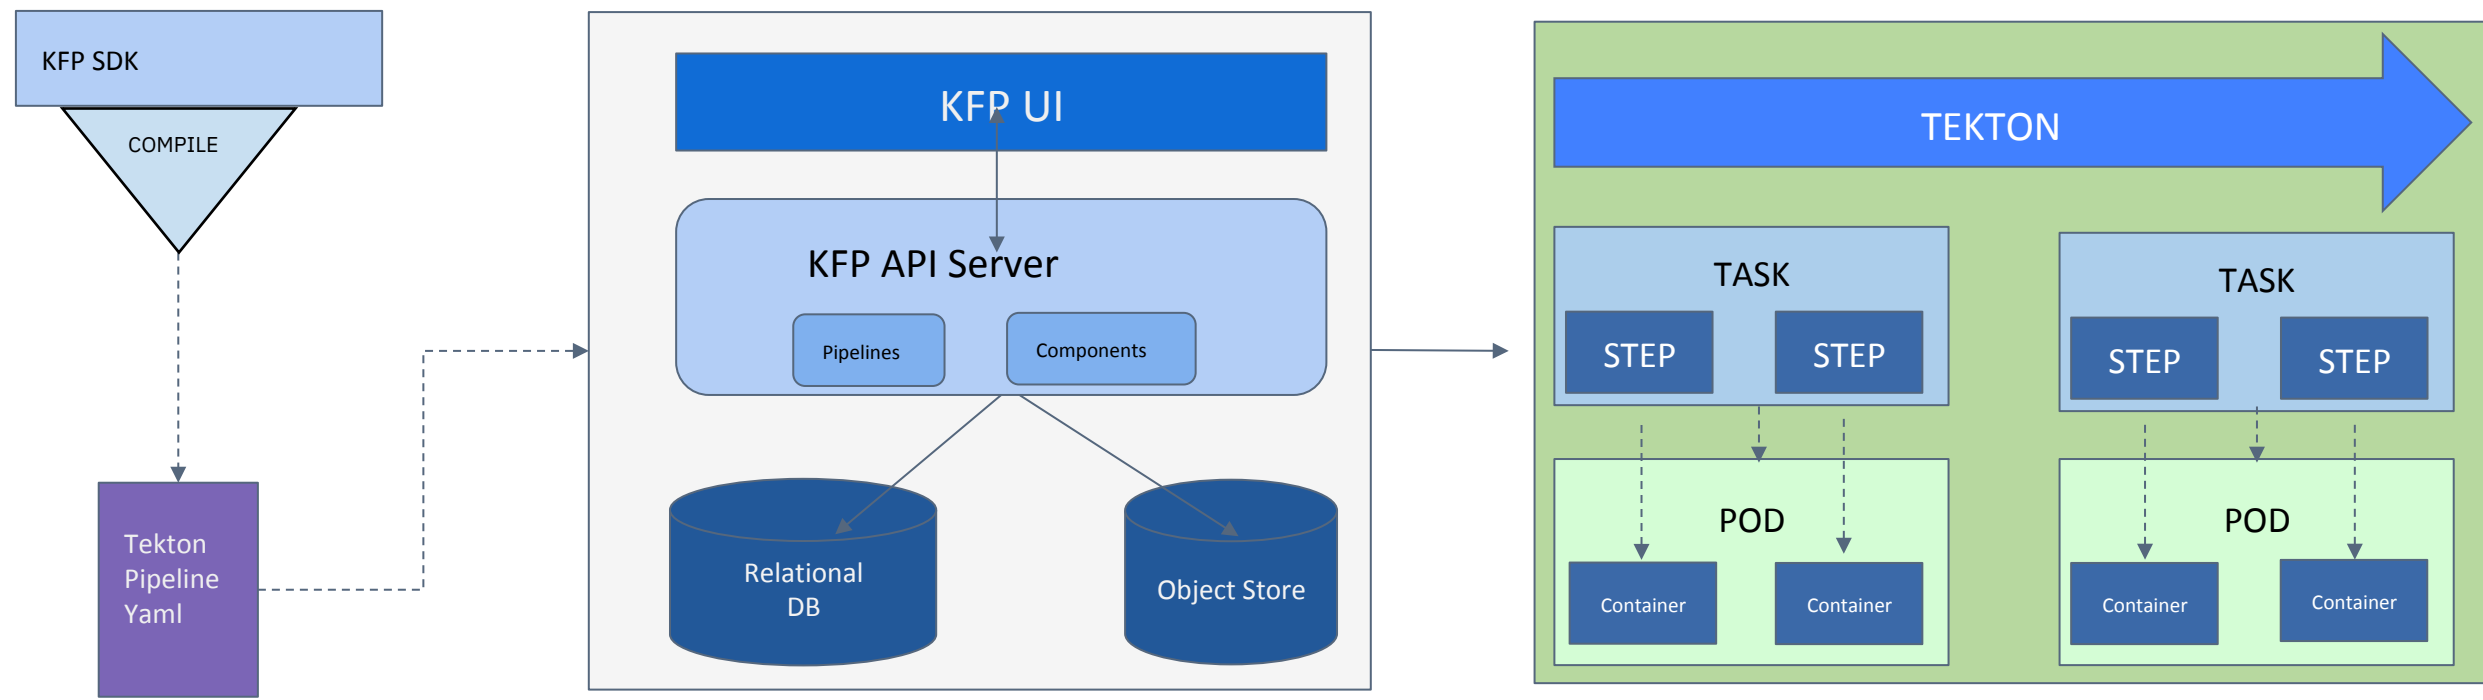 KFP SDK
COMPILE
Tekton
Pipeline
Yaml
KFP UI
KFP API Server
Pipelines
Components
Relational
DB
Object Store
TEKTON
TASK
STEP
STEP
POD
Container
Container
TASK
STEP
STEP
POD
Container
Container